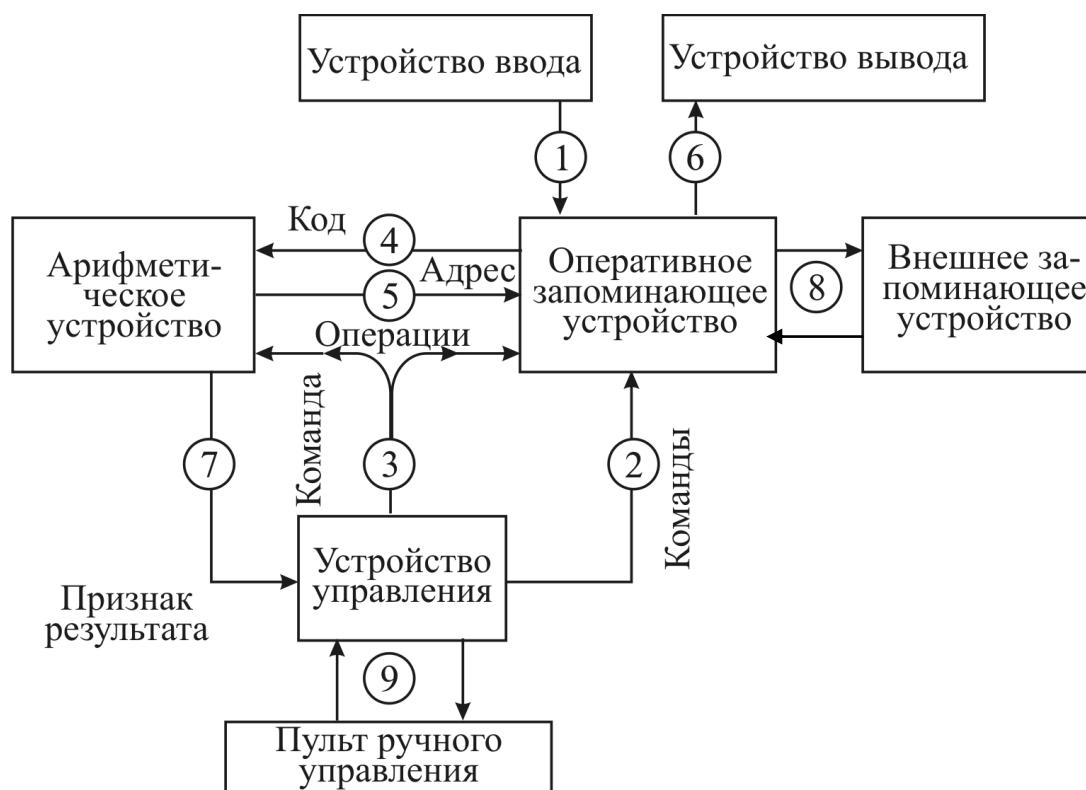 Устройство ввода
Устройство вывода
1
6
Код
4
Арифмети-
ческое
устройство
Адрес
5
Оперативное
запоминающее
устройство
8
Внешнее за-
поминающее
устройство
Операции
7
Команда
3
2
Команды
Устройство
управления
Признак
результата
9
Пульт ручного
управления